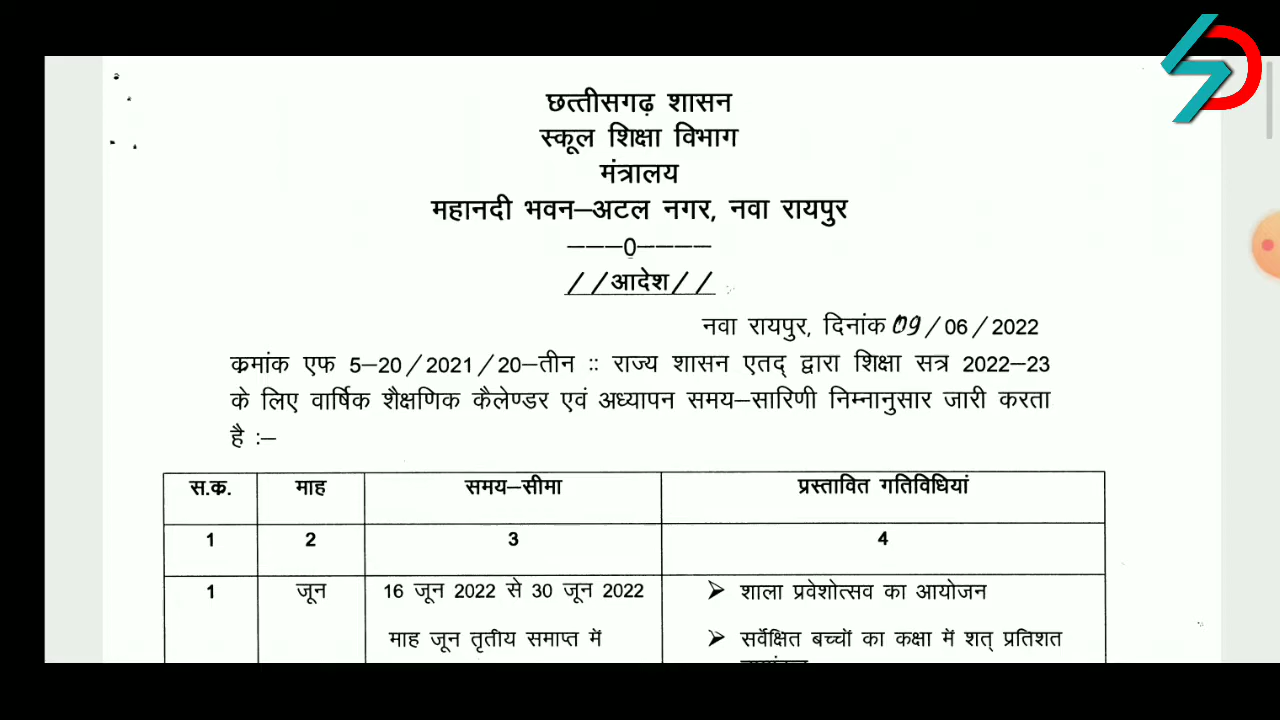 छत्तीसगढ़ शासन
स्कूल शिक्षा विभाग
मंत्रालय
महानदी भवन–अटल नगर, नवा रायपुर
–––0––––
//आदेश//
नवा रायपुर, दिनांक 09/06/2022
कमांक एफ 5–20/2021/20–तीन :: राज्य शासन एतद् द्वारा शिक्षा सत्र 2022–23
के लिए वार्षिक शैक्षणिक कैलेण्डर एवं अध्यापन समय–सारिणी निम्नानुसार जारी करता
है :–
स.क. माह समय–सीमा प्रस्तावित गतिविधियां
1 2 3 4
1 जून 16 जून 2022 से 30 जून 2022 ➢ शाला प्रवेशोत्सव का आयोजन
माह जून तृतीय समाप्त में ➢ सर्वेक्षित बच्चों का कक्षा में शत् प्रतिशत